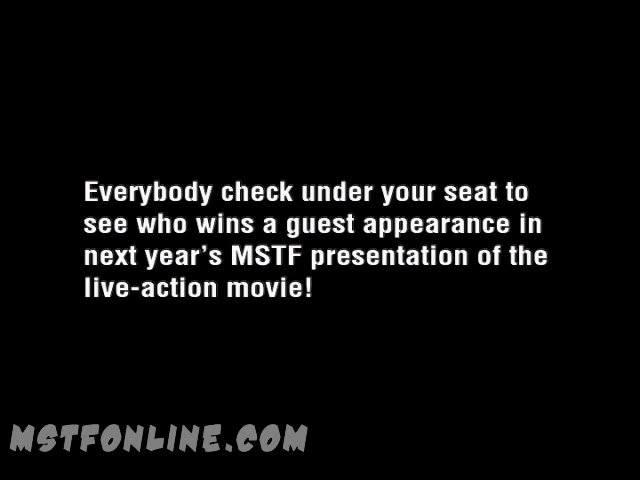 Everybody check under your seat to
see who wins a guest appearance in
next year’s MSTF presentation of the
live-action movie!
MSTFONLINE.COM